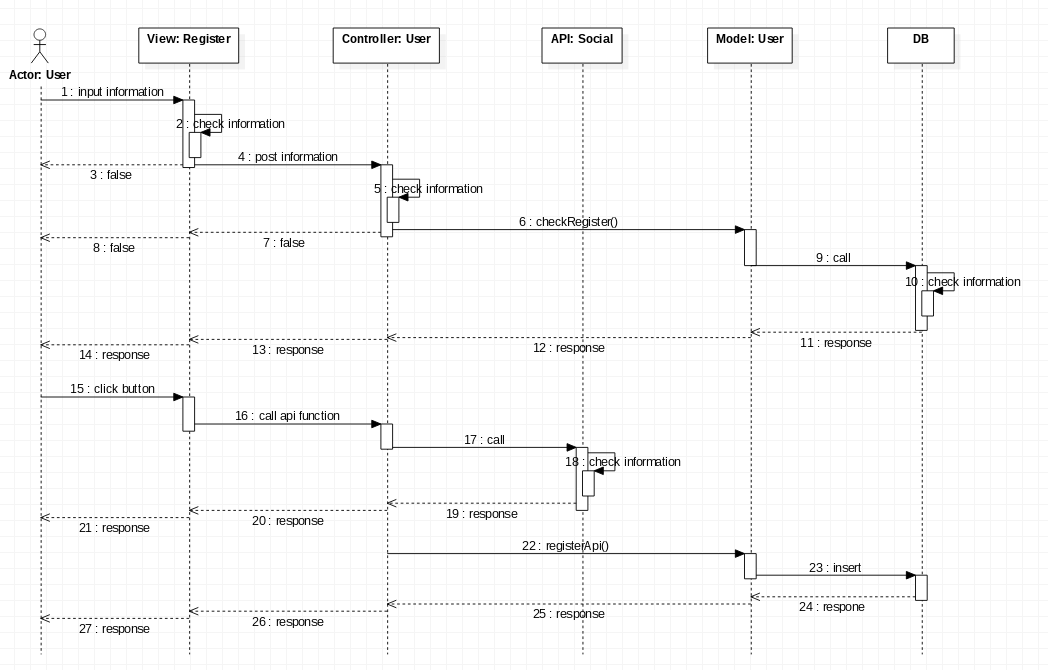 View: Register
Controller: User
API: Social
Model: User
DB
Actor: User
1 : input information
2 : check information
3 : false
4 : post information
5 : check information
6 : checkRegister()
7 : false
8 : false
9 : call
10 : check information
11 : response
12 : response
13 : response
14 : response
15 : click button
16 : call api function
17 : call
18 : check information
19 : response
20 : response
21 : response
22 : registerApi()
23 : insert
24 : respone
25 : response
26 : response
27 : response